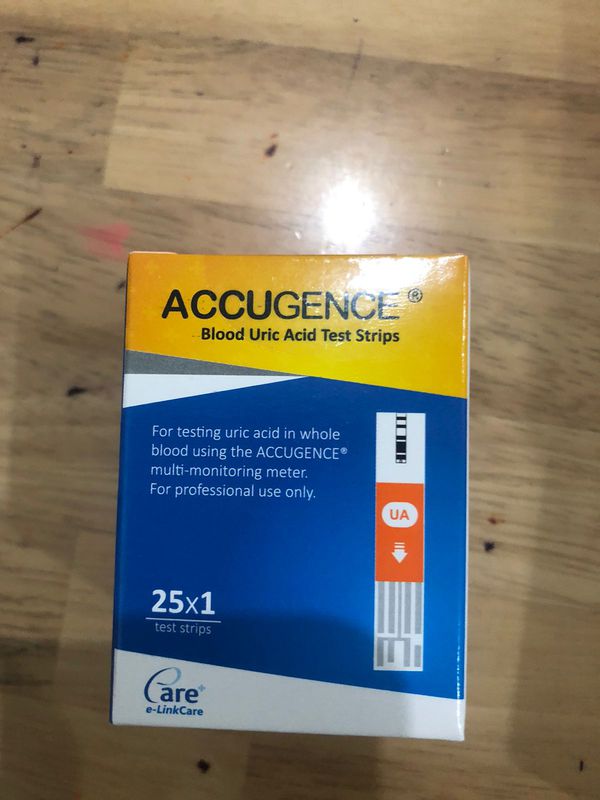 ACCUGENCE®
Blood Uric Acid Test Strips
For testing uric acid in whole
blood using the ACCUGENCE®
multi-monitoring meter.
For professional use only.
UA
25x1
test strips
Care+
e-LinkCare